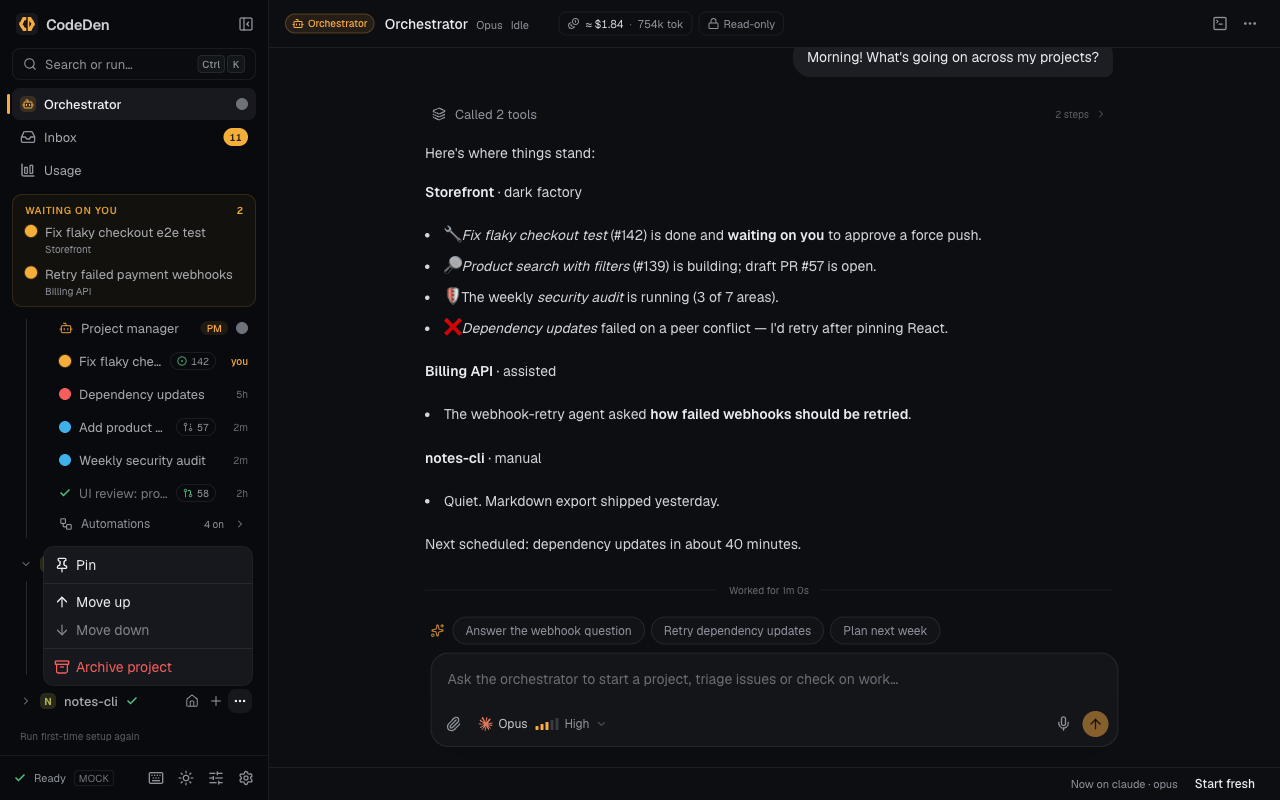 CodeDen
Search or run…
Ctrl K
Orchestrator
Inbox
11
Usage
WAITING ON YOU
2
Fix flaky checkout e2e test
Storefront
Retry failed payment webhooks
Billing API
Project manager
PM
Fix flaky che…
142
you
Dependency updates
5h
Add product …
57
2m
Weekly security audit
2m
UI review: pro…
58
2h
Automations
4 on
Pin
Move up
Move down
Archive project
N
notes-cli
Run first-time setup again
Ready
MOCK
Orchestrator
Orchestrator
Opus
Idle
≈ $1.84 · 754k tok
Read-only
Morning! What's going on across my projects?
Called 2 tools
2 steps
Here's where things stand:
Storefront · dark factory
• Fix flaky checkout test (#142) is done and waiting on you to approve a force push.
• Product search with filters (#139) is building; draft PR #57 is open.
• The weekly security audit is running (3 of 7 areas).
• Dependency updates failed on a peer conflict — I'd retry after pinning React.
Billing API · assisted
• The webhook-retry agent asked how failed webhooks should be retried.
notes-cli · manual
• Quiet. Markdown export shipped yesterday.
Next scheduled: dependency updates in about 40 minutes.
Worked for 1m 0s
Answer the webhook question
Retry dependency updates
Plan next week
Ask the orchestrator to start a project, triage issues or check on work…
Opus
High
Now on claude · opus
Start fresh